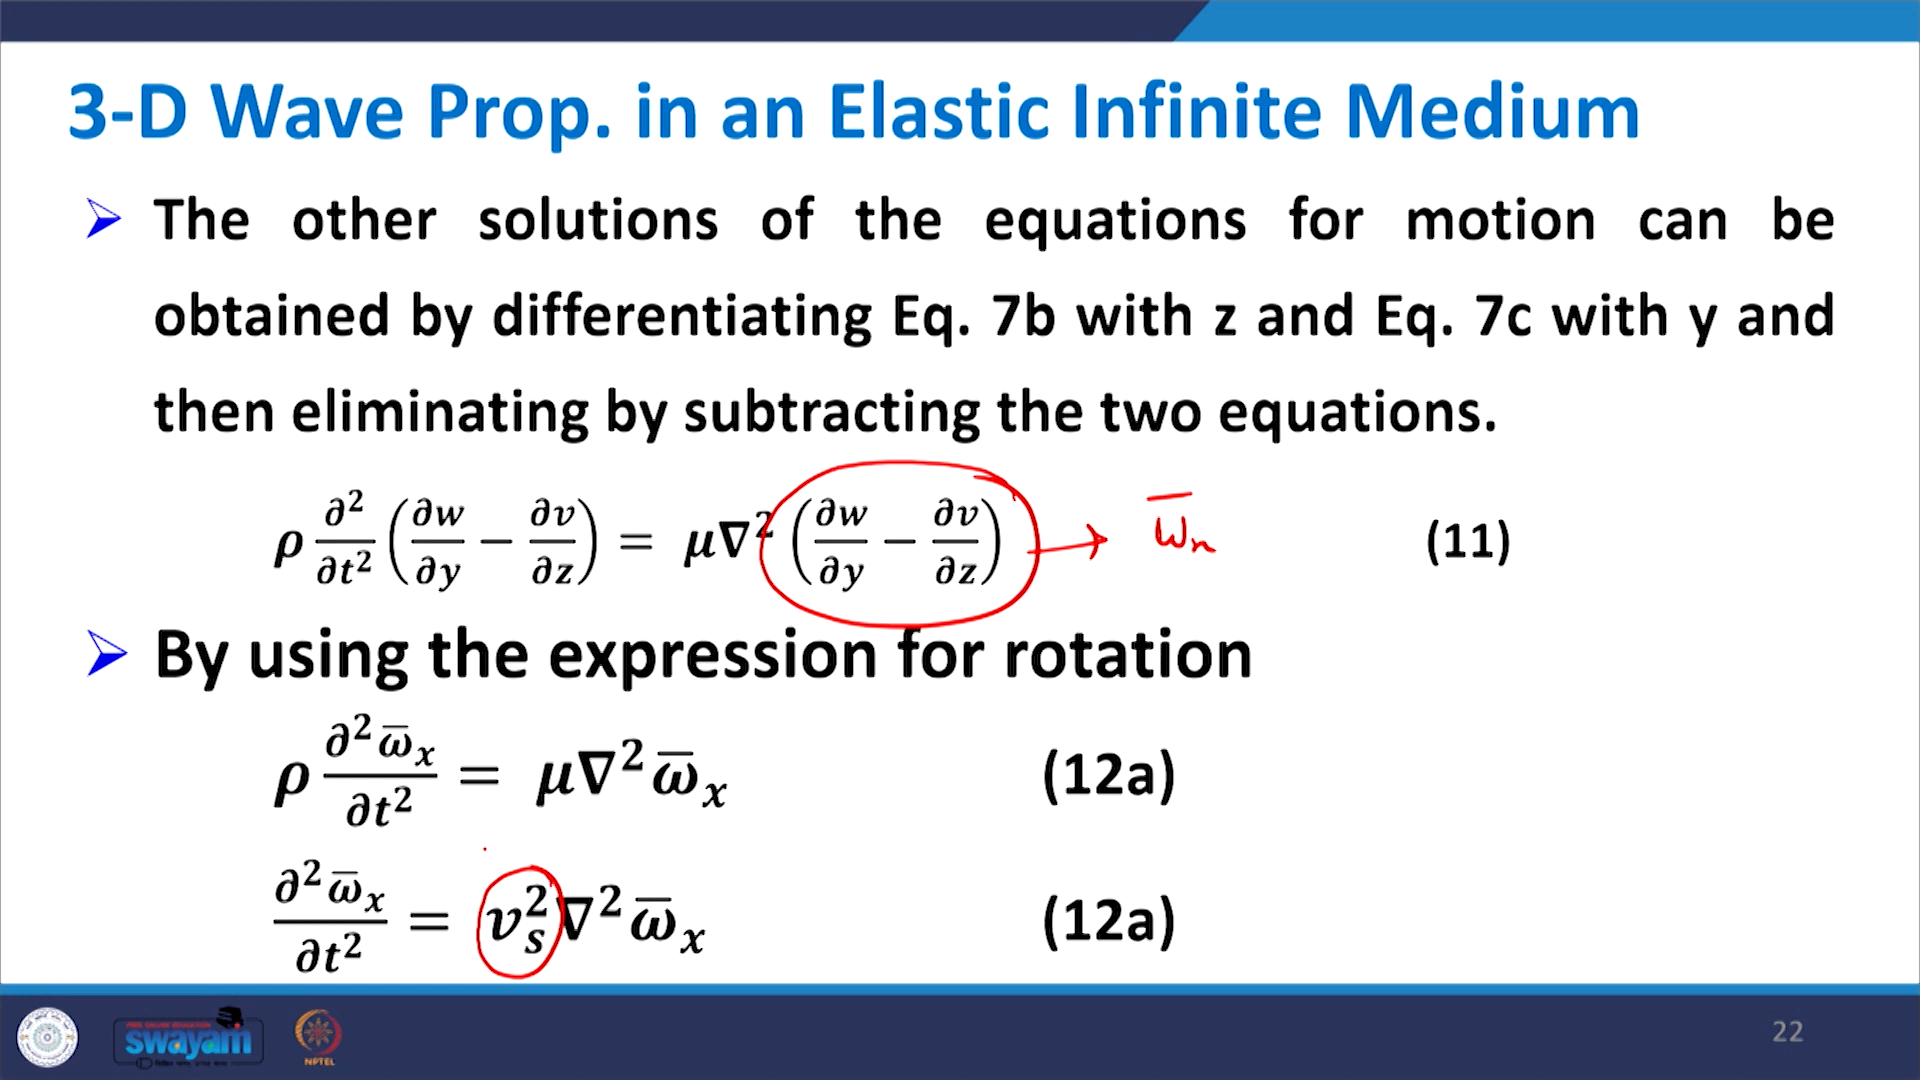 3-D Wave Prop. in an Elastic Infinite Medium
➢ The other solutions of the equations for motion can be
obtained by differentiating Eq. 7b with z and Eq. 7c with y and
then eliminating by subtracting the two equations.
ρ ∂²/∂t² (∂w/∂y − ∂v/∂z) = μ∇² (∂w/∂y − ∂v/∂z) → ω̅ₓ (11)
➢ By using the expression for rotation
ρ ∂²ω̅ₓ/∂t² = μ∇²ω̅ₓ (12a)
∂²ω̅ₓ/∂t² = vₛ²∇²ω̅ₓ (12a)
FREE ONLINE EDUCATION
swayam
NPTEL
22